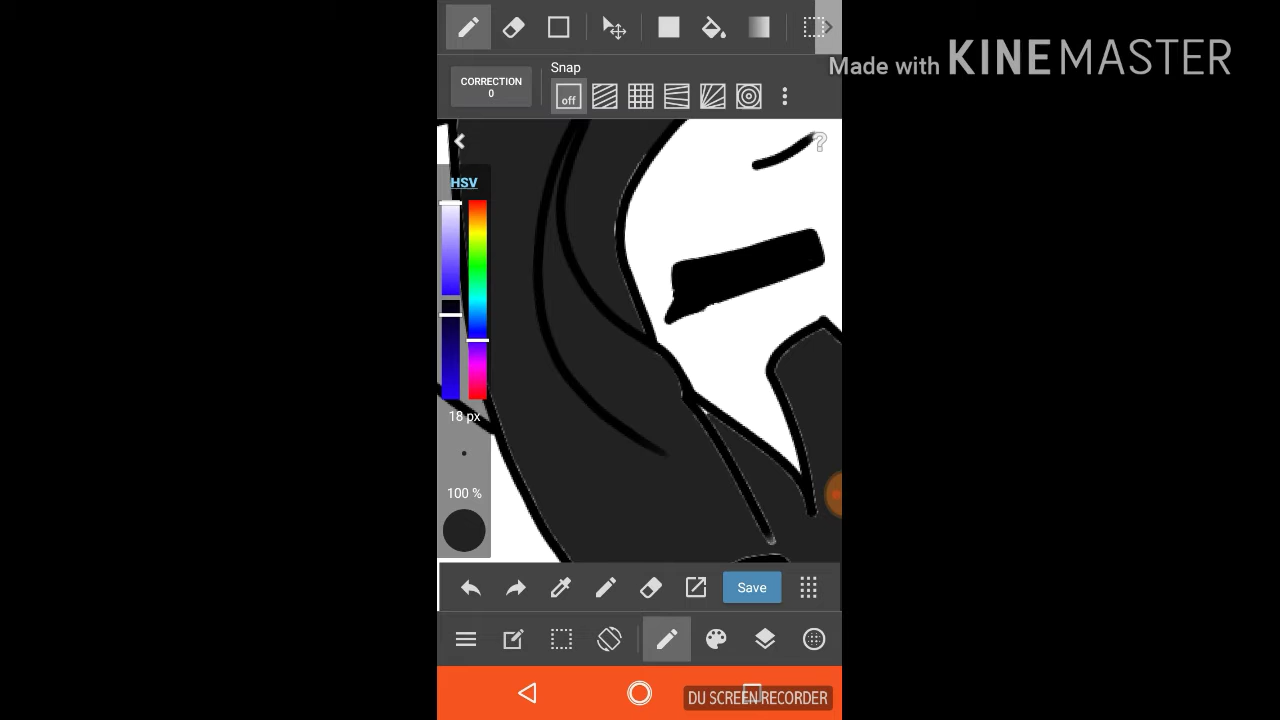 Made with KINEMASTER
Snap
CORRECTION
0
off
?
HSV
18 px
100 %
Save
DU SCREEN RECORDER